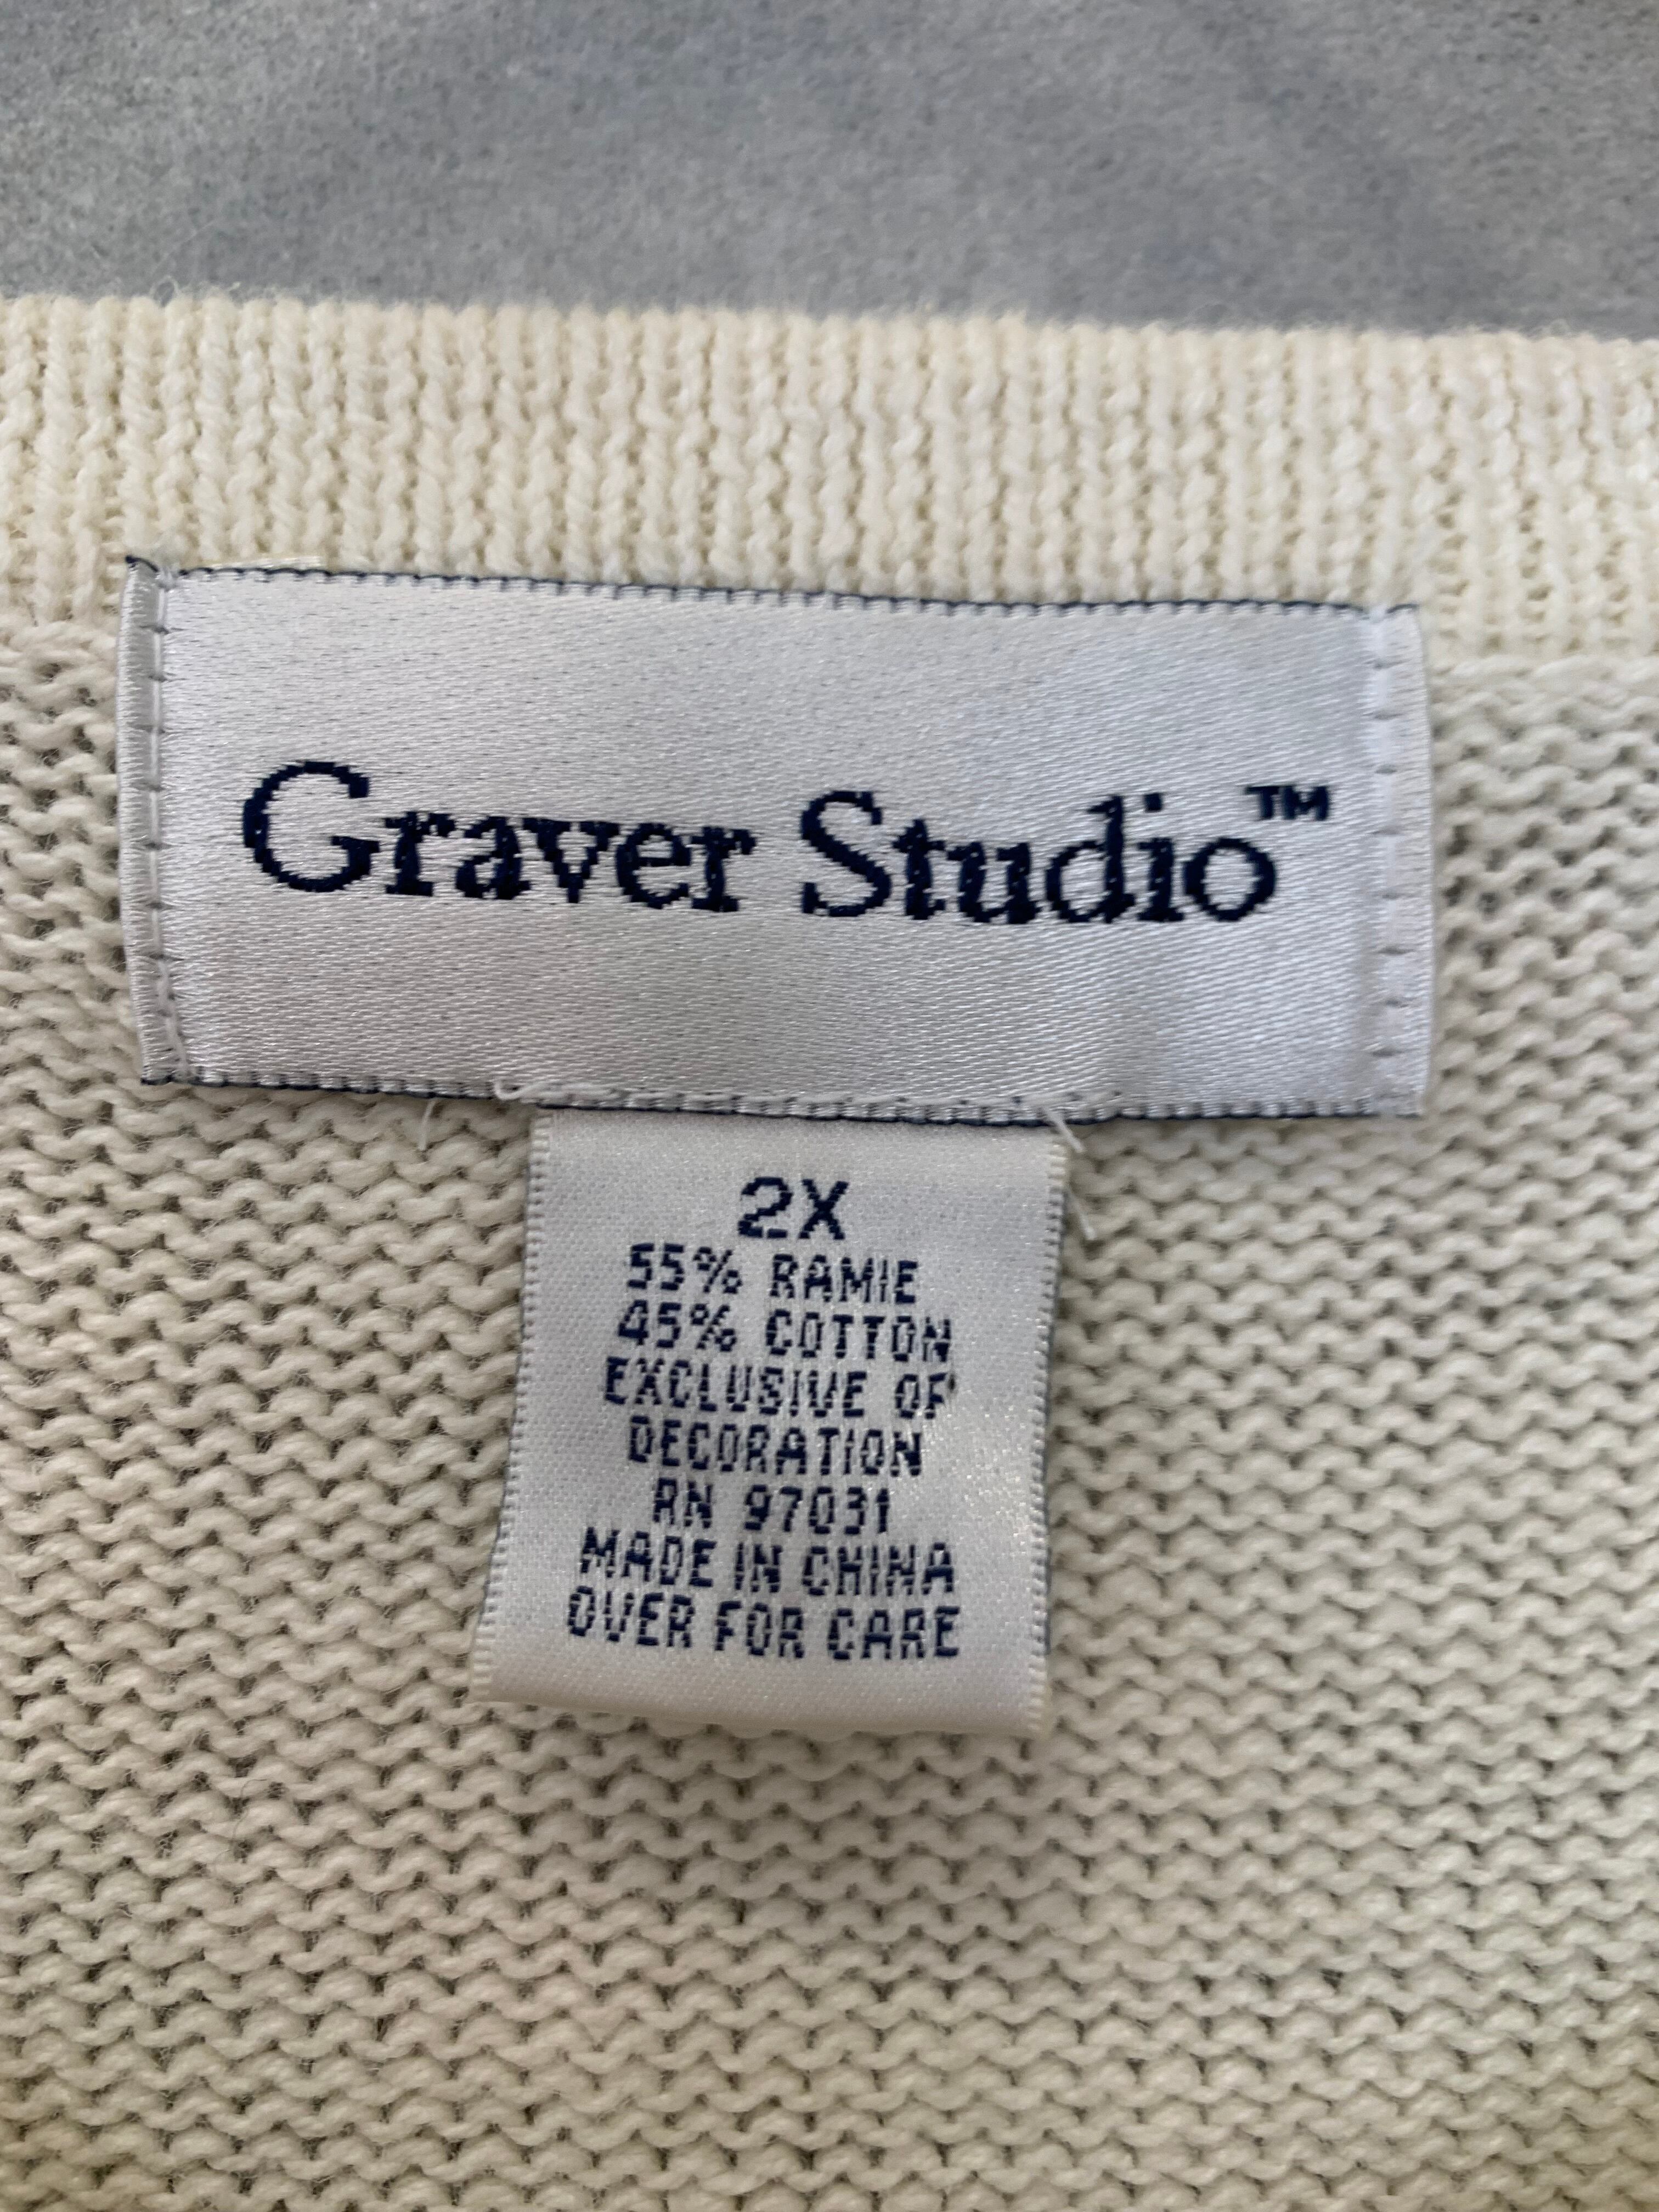 Graver Studio™
2X
55% RAMIE
45% COTTON
EXCLUSIVE OF
DECORATION
RN 97031
MADE IN CHINA
OVER FOR CARE